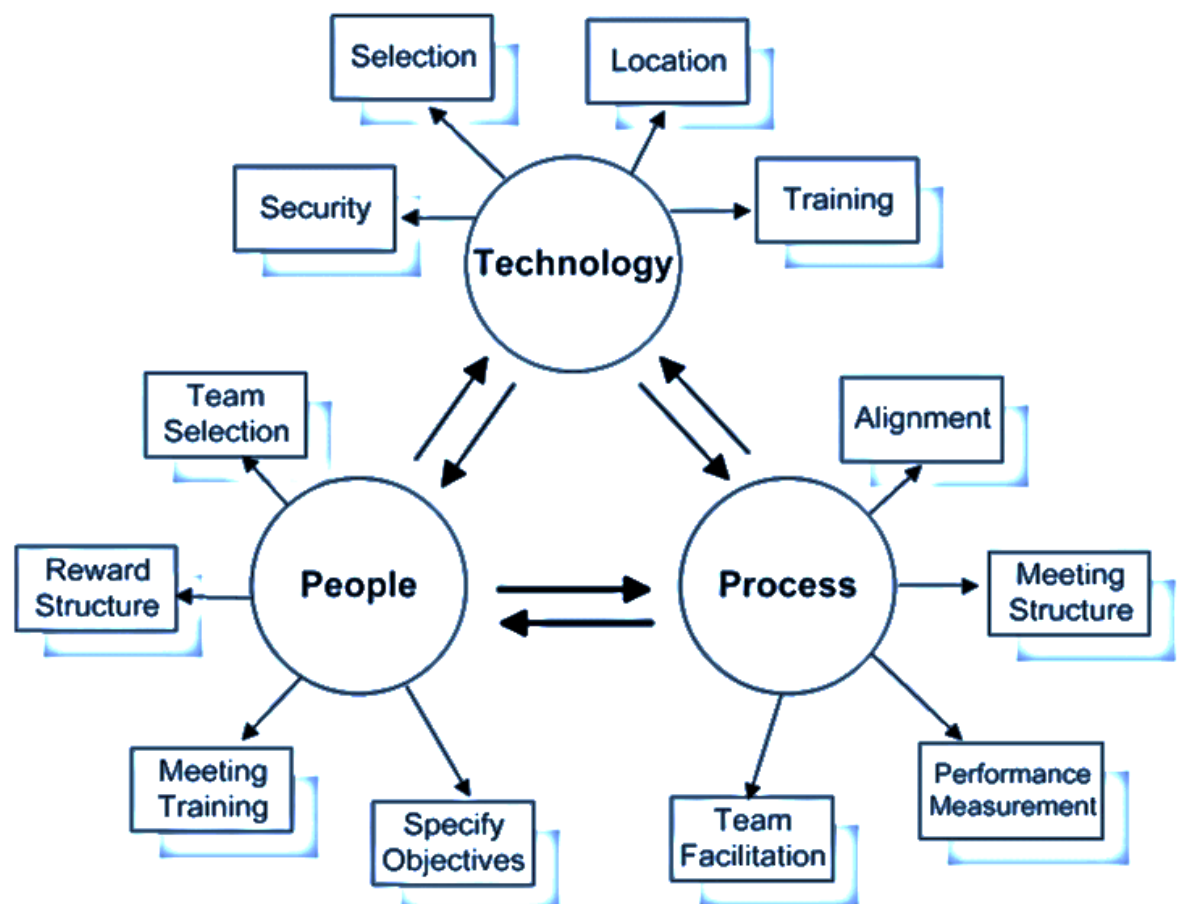 Selection
Location
Security
Training
Technology
Team
Selection
Alignment
Reward
Structure
People
Process
Meeting
Structure
Meeting
Training
Specify
Objectives
Team
Facilitation
Performance
Measurement